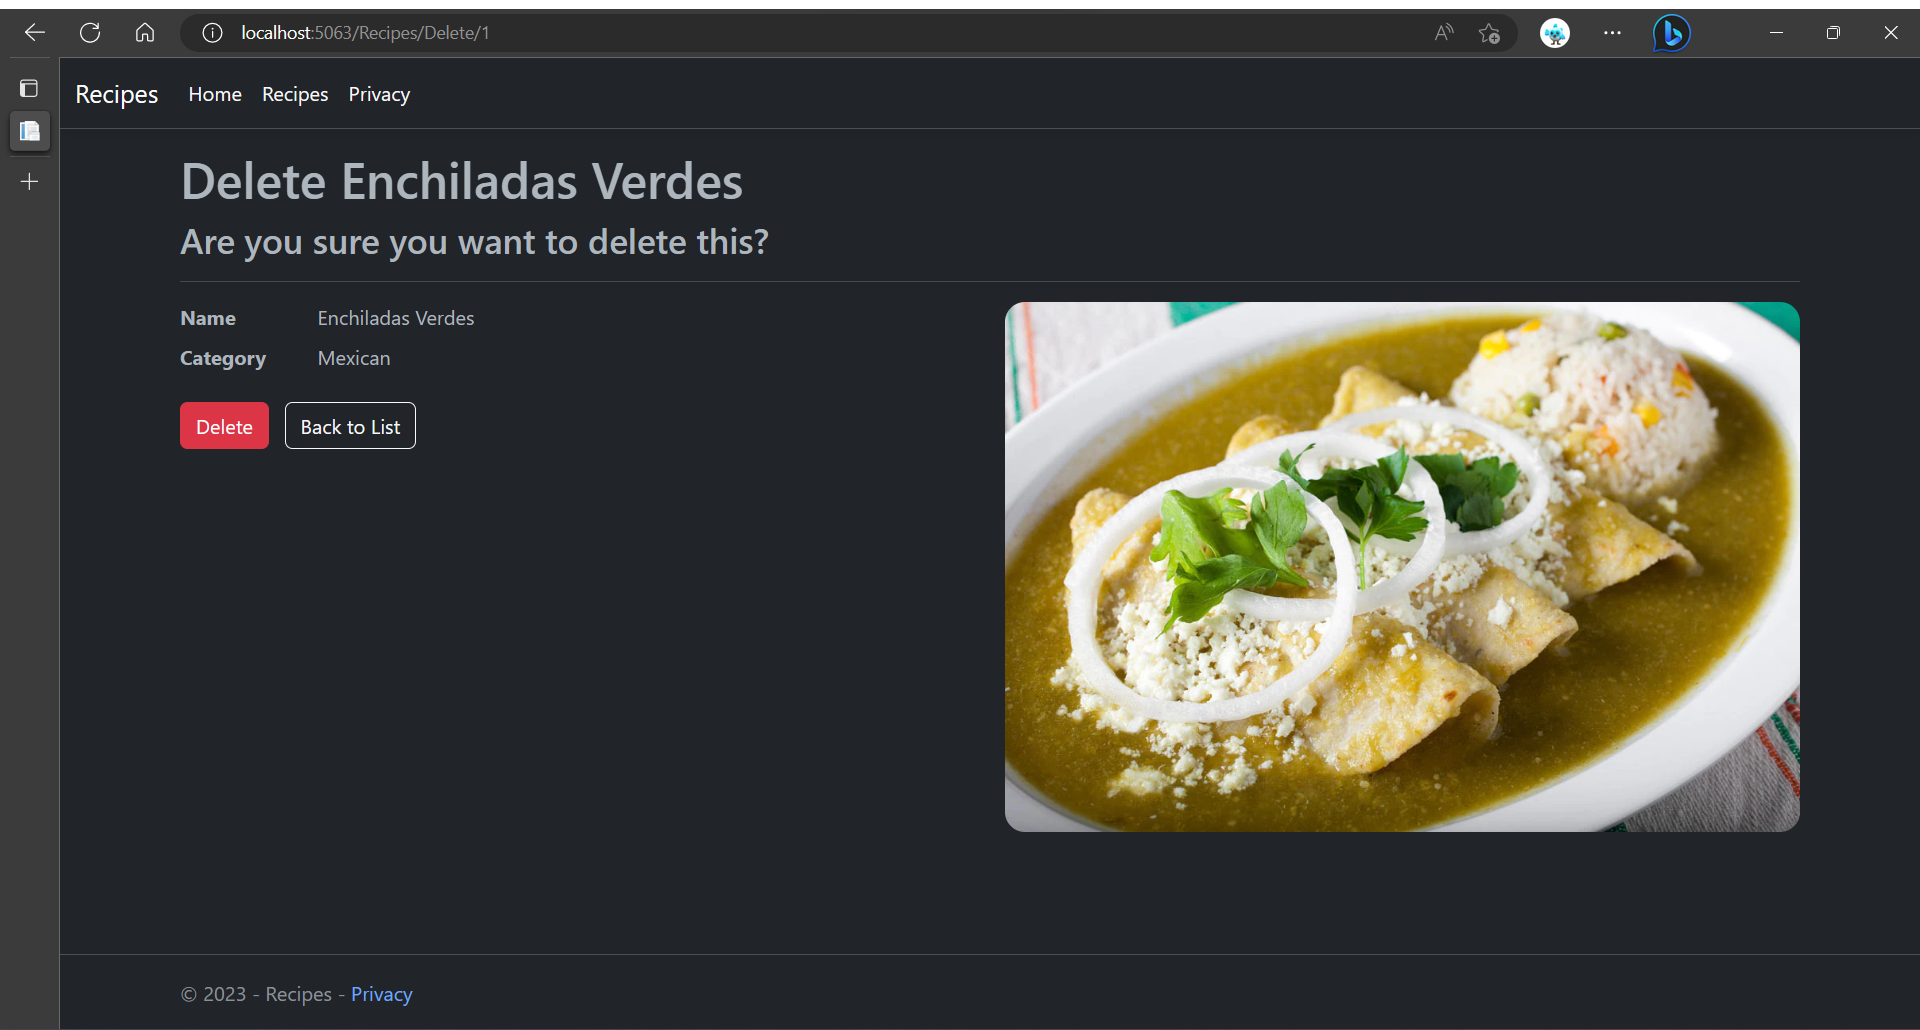 localhost:5063/Recipes/Delete/1
Recipes Home Recipes Privacy
Delete Enchiladas Verdes
Are you sure you want to delete this?
Name Enchiladas Verdes
Category Mexican
Delete Back to List
© 2023 - Recipes - Privacy